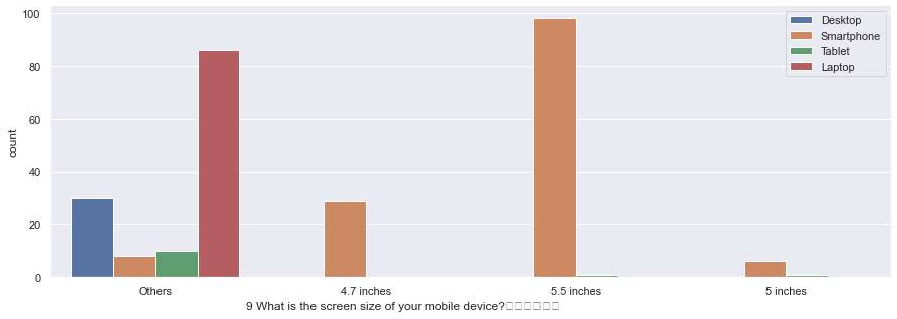 100
80
60
40
20
0
count
Desktop
Smartphone
Tablet
Laptop
Others
4.7 inches
5.5 inches
5 inches
9 What is the screen size of your mobile device?